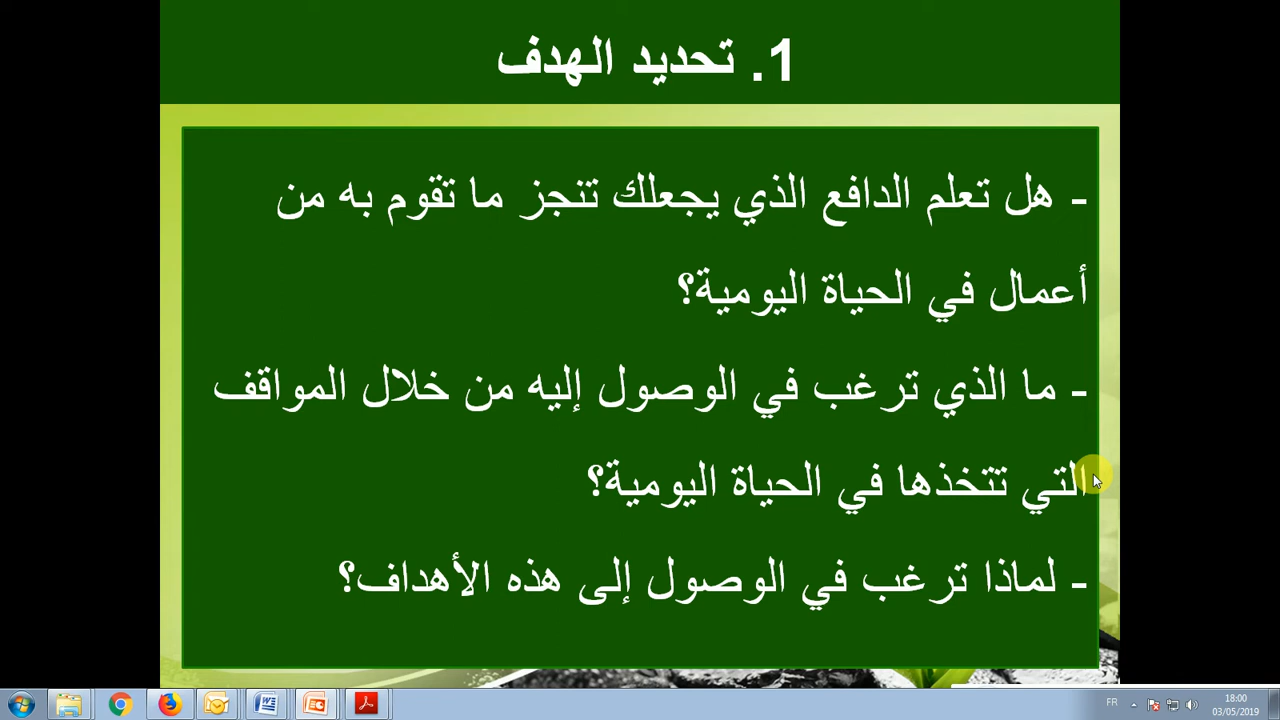 1. تحديد الهدف
- هل تعلم الدافع الذي يجعلك تنجز ما تقوم به من
أعمال في الحياة اليومية؟
- ما الذي ترغب في الوصول إليه من خلال المواقف
التي تتخذها في الحياة اليومية؟
- لماذا ترغب في الوصول إلى هذه الأهداف؟
FR
18:00
03/05/2019